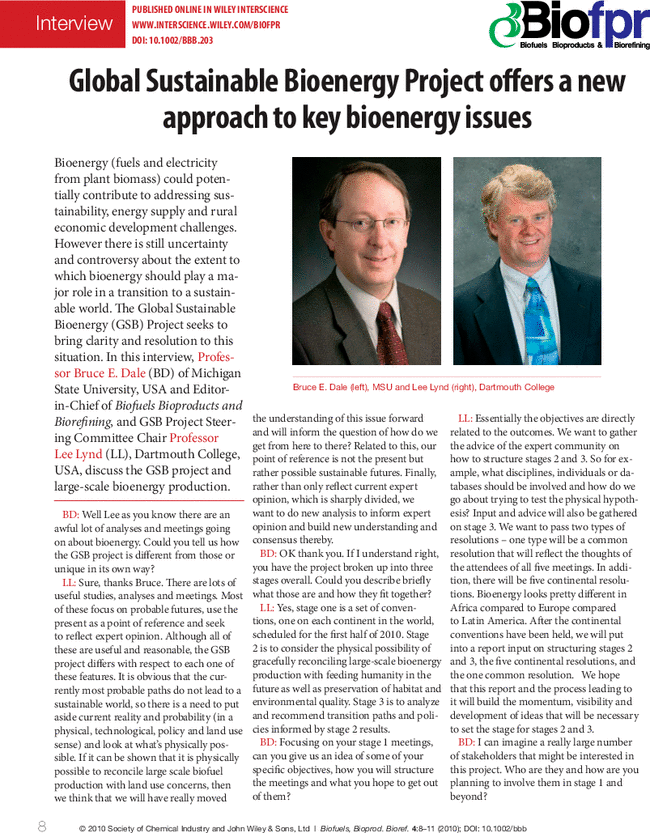 Interview
PUBLISHED ONLINE IN WILEY INTERSCIENCE
WWW.INTERSCIENCE.WILEY.COM/BIOFPR
DOI: 10.1002/BBB.203
Biofpr
Biofuels Bioproducts & Biorefining
Global Sustainable Bioenergy Project offers a new
approach to key bioenergy issues
Bioenergy (fuels and electricity
from plant biomass) could poten-
tially contribute to addressing sus-
tainability, energy supply and rural
economic development challenges.
However there is still uncertainty
and controversy about the extent to
which bioenergy should play a ma-
jor role in a transition to a sustain-
able world. The Global Sustainable
Bioenergy (GSB) Project seeks to
bring clarity and resolution to this
situation. In this interview, Profes-
sor Bruce E. Dale (BD) of Michigan
State University, USA and Editor-
in-Chief of Biofuels Bioproducts and
Biorefining, and GSB Project Steer-
ing Committee Chair Professor
Lee Lynd (LL), Dartmouth College,
USA, discuss the GSB project and
large-scale bioenergy production.
BD: Well Lee as you know there are an
awful lot of analyses and meetings going
on about bioenergy. Could you tell us how
the GSB project is different from those or
unique in its own way?
LL: Sure, thanks Bruce. There are lots of
useful studies, analyses and meetings. Most
of these focus on probable futures, use the
present as a point of reference and seek
to reflect expert opinion. Although all of
these are useful and reasonable, the GSB
project differs with respect to each one of
these features. It is obvious that the cur-
rently most probable paths do not lead to a
sustainable world, so there is a need to put
aside current reality and probability (in a
physical, technological, policy and land use
sense) and look at what's physically pos-
sible. If it can be shown that it is physically
possible to reconcile large scale biofuel
production with land use concerns, then
we think that we will have really moved
Bruce E. Dale (left), MSU and Lee Lynd (right), Dartmouth College
the understanding of this issue forward
and will inform the question of how do we
get from here to there? Related to this, our
point of reference is not the present but
rather possible sustainable futures. Finally,
rather than only reflect current expert
opinion, which is sharply divided, we
want to do new analysis to inform expert
opinion and build new understanding and
consensus thereby.
BD: OK thank you. If I understand right,
you have the project broken up into three
stages overall. Could you describe briefly
what those are and how they fit together?
LL: Yes, stage one is a set of conven-
tions, one on each continent in the world,
scheduled for the first half of 2010. Stage
2 is to consider the physical possibility of
gracefully reconciling large-scale bioenergy
production with feeding humanity in the
future as well as preservation of habitat and
environmental quality. Stage 3 is to analyze
and recommend transition paths and poli-
cies informed by stage 2 results.
BD: Focusing on your stage 1 meetings,
can you give us an idea of some of your
specific objectives, how you will structure
the meetings and what you hope to get out
of them?
LL: Essentially the objectives are directly
related to the outcomes. We want to gather
the advice of the expert community on
how to structure stages 2 and 3. So for ex-
ample, what disciplines, individuals or da-
tabases should be involved and how do we
go about trying to test the physical hypoth-
esis? Input and advice will also be gathered
on stage 3. We want to pass two types of
resolutions – one type will be a common
resolution that will reflect the thoughts of
the attendees of all five meetings. In addi-
tion, there will be five continental resolu-
tions. Bioenergy looks pretty different in
Africa compared to Europe compared
to Latin America. After the continental
conventions have been held, we will put
into a report input on structuring stages 2
and 3, the five continental resolutions, and
the one common resolution. We hope
that this report and the process leading to
it will build the momentum, visibility and
development of ideas that will be necessary
to set the stage for stages 2 and 3.
BD: I can imagine a really large number
of stakeholders that might be interested in
this project. Who are they and how are you
planning to involve them in stage 1 and
beyond?
8
© 2010 Society of Chemical Industry and John Wiley & Sons, Ltd | Biofuels, Bioprod. Bioref. 4:8–11 (2010); DOI: 10.1002/bbb